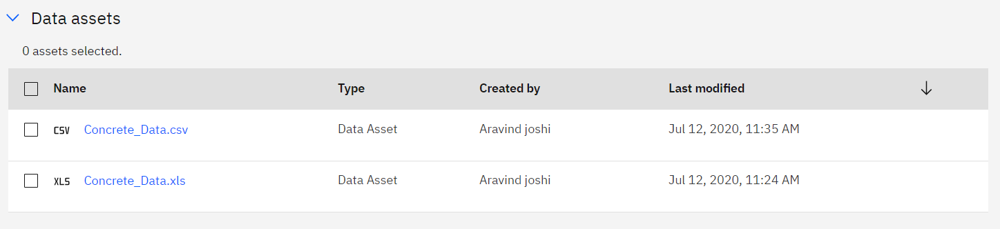 Data assets
0 assets selected.
Name Type Created by Last modified
CSV Concrete_Data.csv Data Asset Aravind joshi Jul 12, 2020, 11:35 AM
XLS Concrete_Data.xls Data Asset Aravind joshi Jul 12, 2020, 11:24 AM